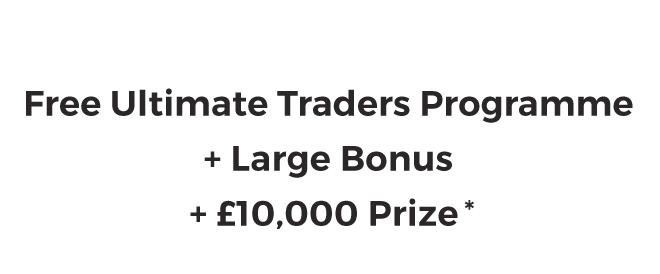 Free Ultimate Traders Programme
+ Large Bonus
+ £10,000 Prize*